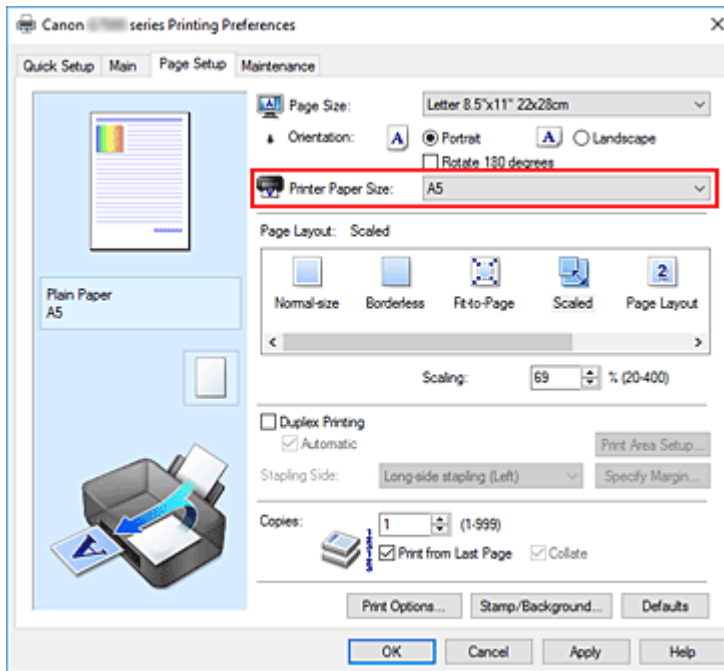 Canon series Printing Preferences
Quick Setup Main Page Setup Maintenance
Page Size: Letter 8.5"x11" 22x28cm
Orientation: A Portrait A Landscape
Rotate 180 degrees
Printer Paper Size: A5
Page Layout: Scaled
Normal-size Borderless Fit-to-Page Scaled 2 Page Layout
Plain Paper
A5
Scaling: 69 % (20-400)
Duplex Printing
Automatic Print Area Setup...
Stapling Side: Long-side stapling (Left) Specify Margin...
A
Copies: 1 (1-999)
Print from Last Page Collate
Print Options... Stamp/Background... Defaults
OK Cancel Apply Help